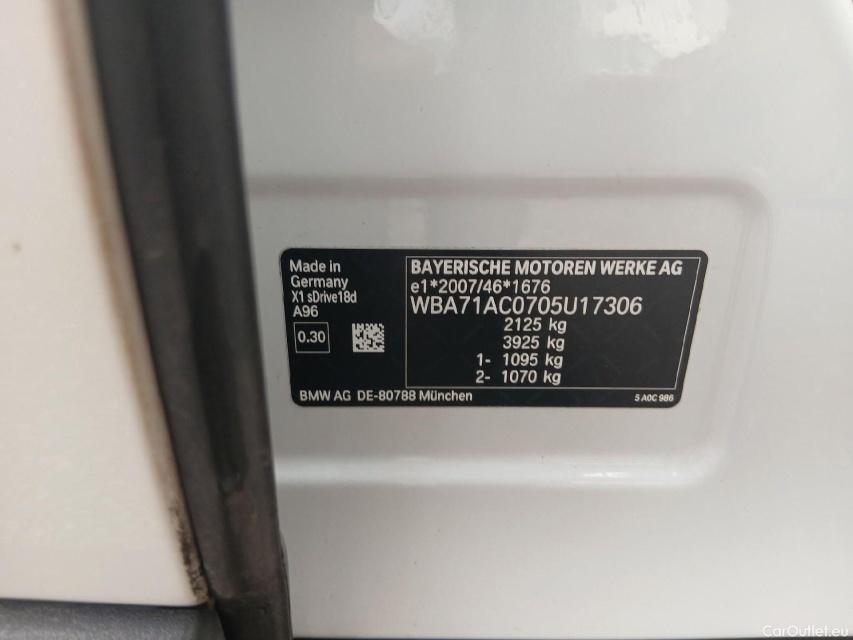 Made in
Germany
X1 sDrive18d
A96
0.30
BAYERISCHE MOTOREN WERKE AG
e1*2007/46*1676
WBA71AC0705U17306
2125 kg
3925 kg
1- 1095 kg
2- 1070 kg
BMW AG DE-80788 München
5 A0C 986
CarOutlet.eu